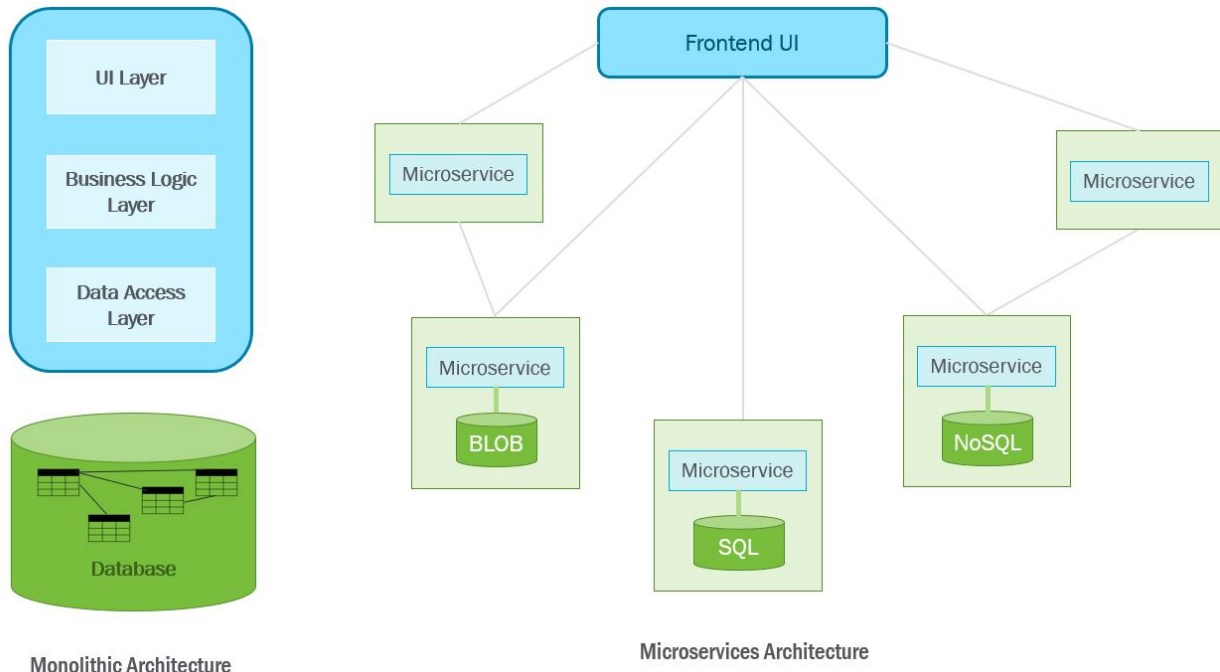 UI Layer
Business Logic
Layer
Data Access
Layer
Database
Monolithic Architecture
Frontend UI
Microservice
Microservice
Microservice
BLOB
Microservice
SQL
Microservice
NoSQL
Microservices Architecture